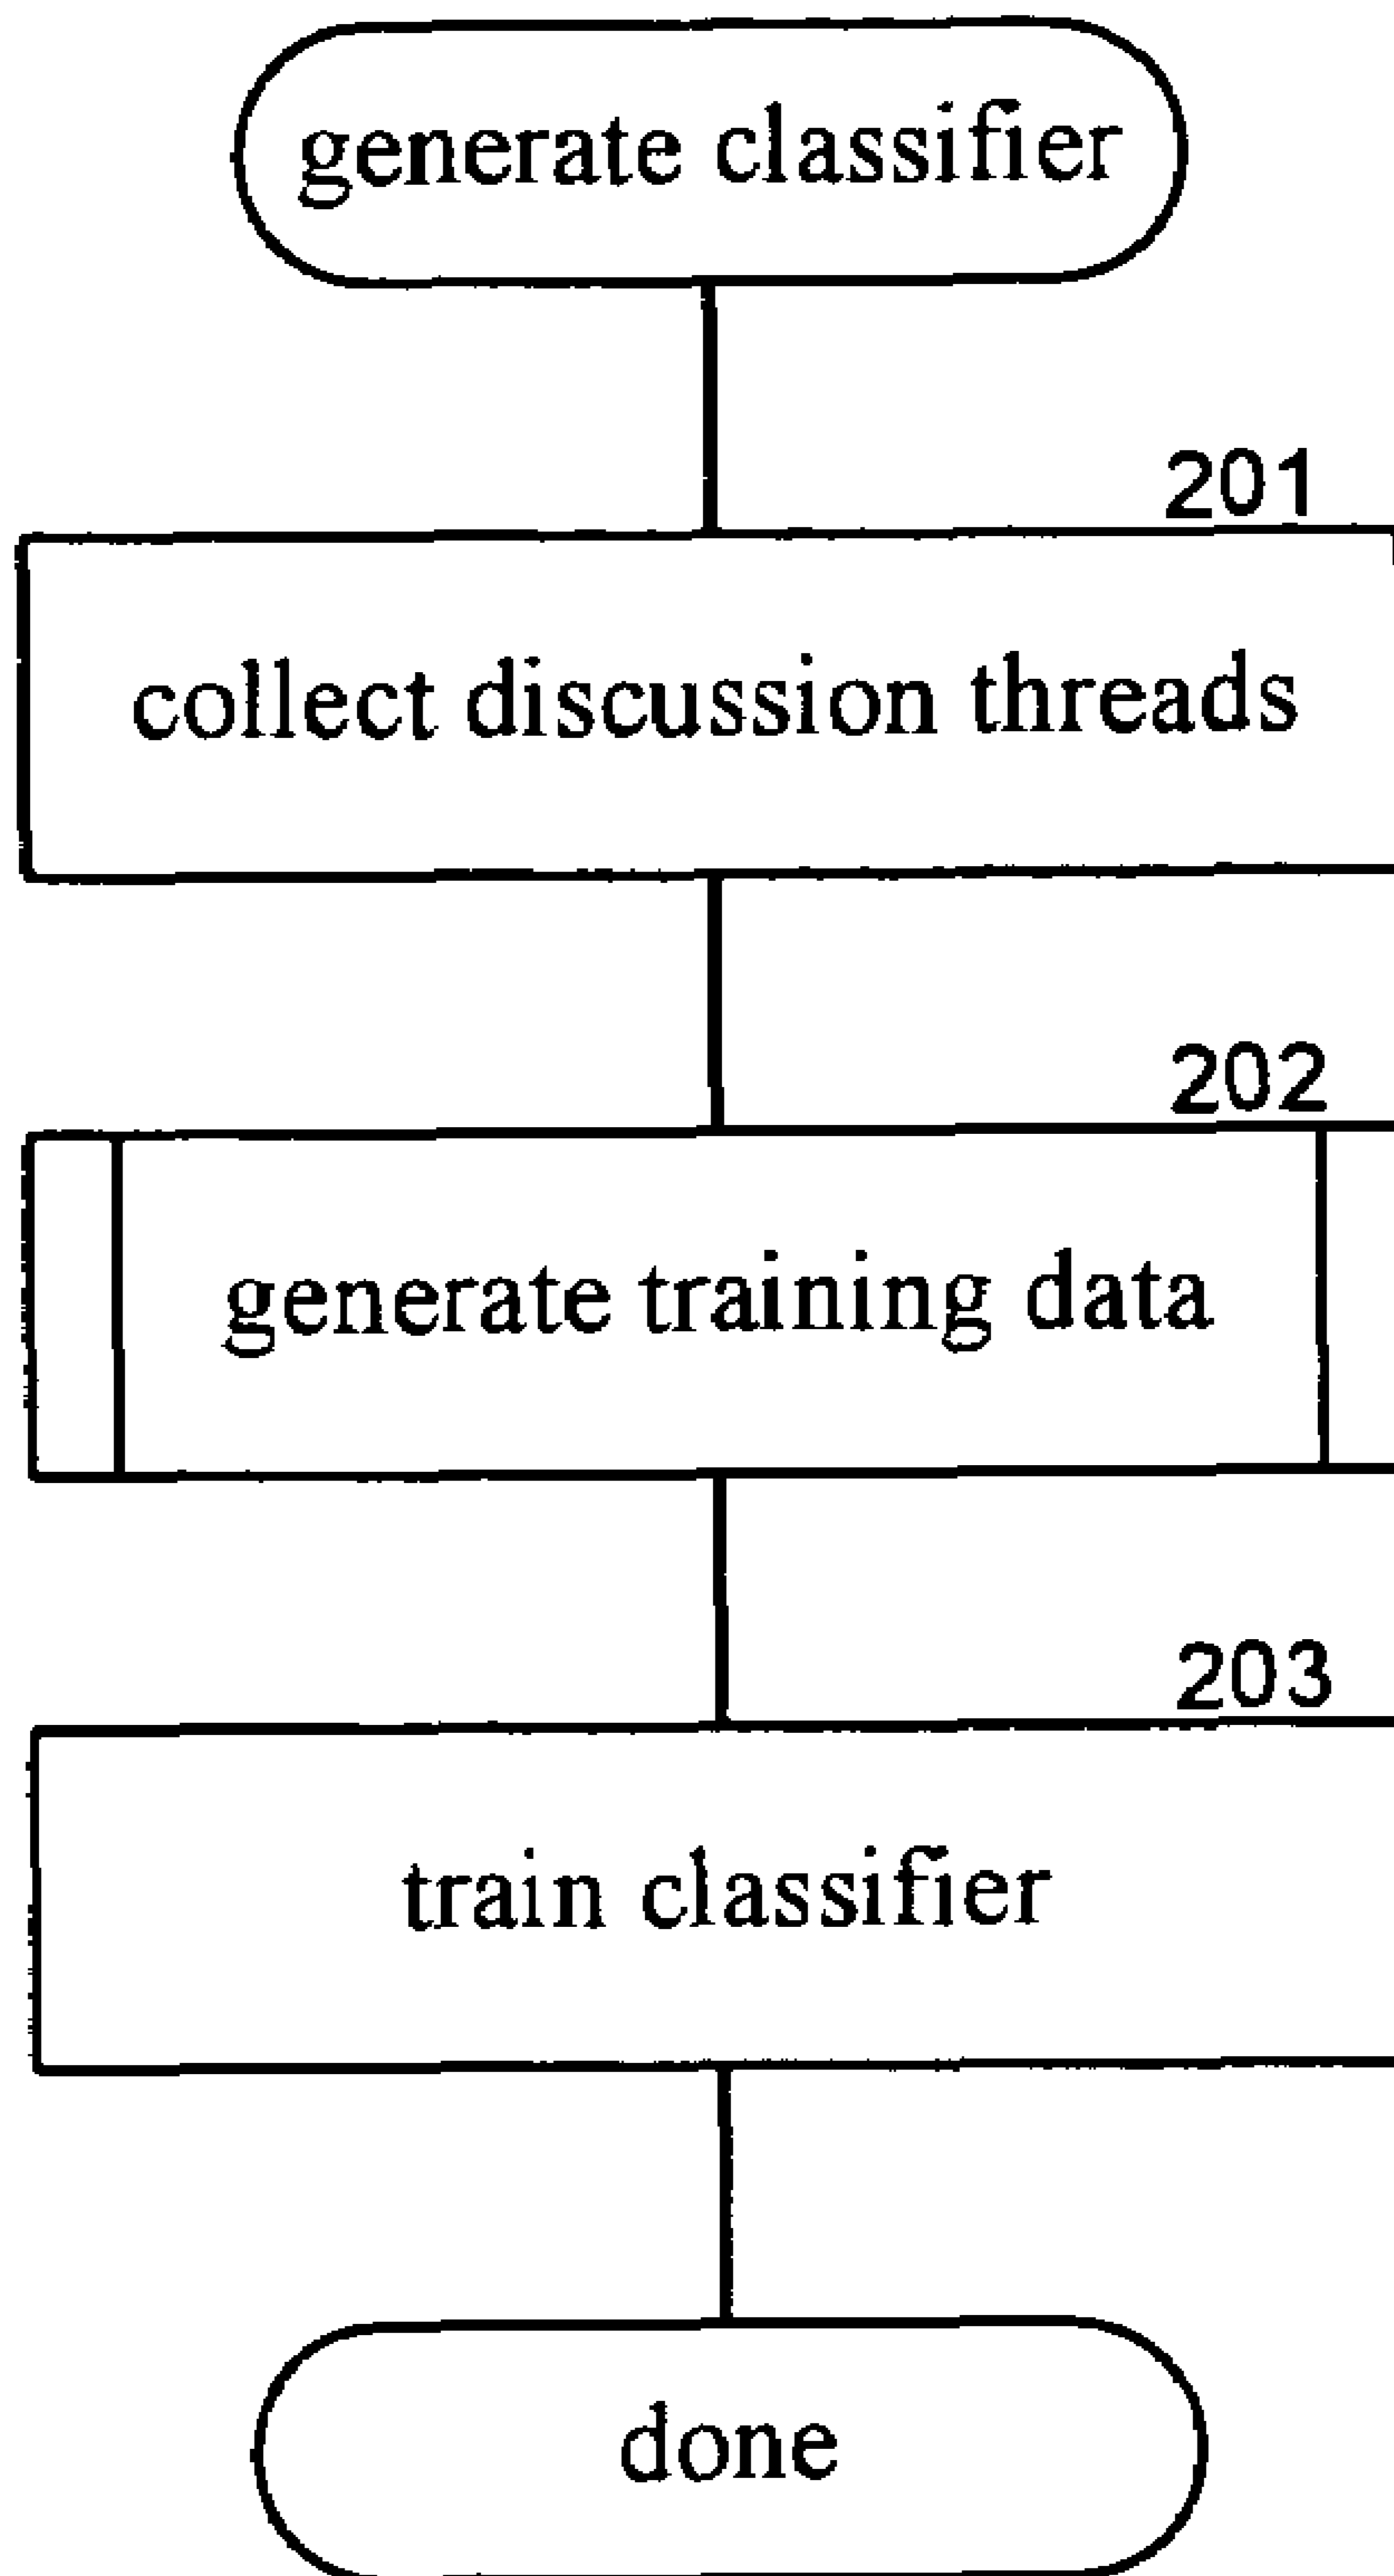 generate classifier
201
collect discussion threads
202
generate training data
203
train classifier
done